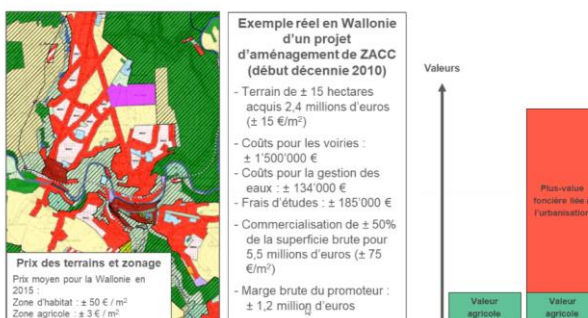 Exemple réel en Wallonie
d'un projet
d'aménagement de ZACC
(début décennie 2010)
- Terrain de ± 15 hectares
acquis 2,4 millions d'euros
(± 15 €/m²)
- Coûts pour les voiries :
± 1'500'000 €
- Coûts pour la gestion des
eaux : ± 134'000 €
- Frais d'études : ± 185'000 €
- Commercialisation de ± 50%
de la superficie brute pour
5,5 millions d'euros (± 75
€/m²)
- Marge brute du promoteur :
± 1,2 million d'euros
Prix des terrains et zonage
Prix moyen pour la Wallonie en
2015 :
Zone d'habitat : ± 50 € / m²
Zone agricole : ± 3 € / m²
Valeurs
Plus-value
foncière liée à
l'urbanisation
Valeur
agricole
Valeur
agricole